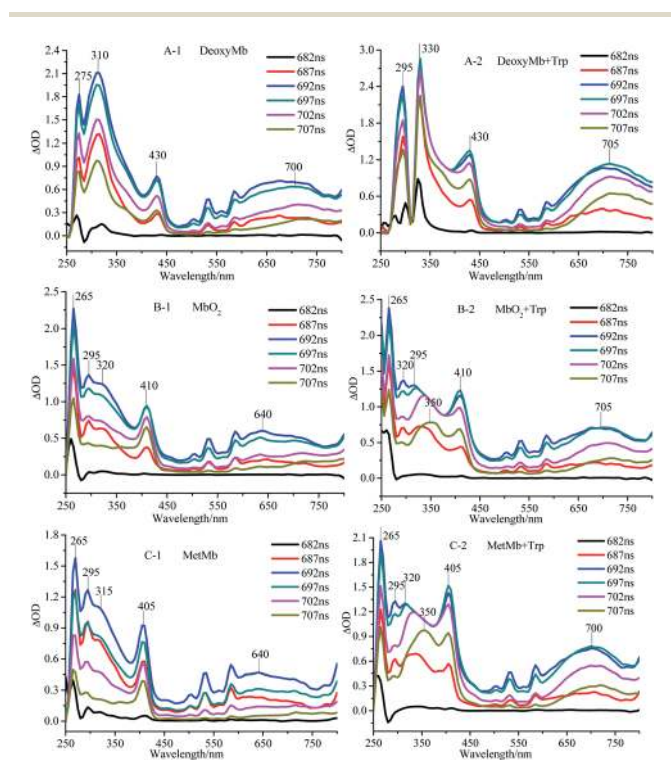 A-1 DeoxyMb
275
310
430
700
682ns
687ns
692ns
697ns
702ns
707ns
ΔOD
2.4
2.1
1.8
1.5
1.2
0.9
0.6
0.3
0.0
250 350 450 550 650 750
Wavelength/nm
A-2 DeoxyMb+Trp
295
330
430
705
682ns
687ns
692ns
697ns
702ns
707ns
ΔOD
3.0
2.4
1.8
1.2
0.6
0.0
250 350 450 550 650 750
Wavelength/nm
B-1 MbO₂
265
295
320
410
640
682ns
687ns
692ns
697ns
702ns
707ns
ΔOD
2.5
2.0
1.5
1.0
0.5
0.0
250 350 450 550 650 750
Wavelength/nm
B-2 MbO₂+Trp
265
320 295
350
410
705
682ns
687ns
692ns
697ns
702ns
707ns
ΔOD
2.5
2.0
1.5
1.0
0.5
0.0
250 350 450 550 650 750
Wavelength/nm
C-1 MetMb
265
295
315
405
640
682ns
687ns
692ns
697ns
702ns
707ns
ΔOD
1.8
1.5
1.2
0.9
0.6
0.3
0.0
250 350 450 550 650 750
Wavelength/nm
C-2 MetMb+Trp
265
295 320
350
405
700
682ns
687ns
692ns
697ns
702ns
707ns
ΔOD
2.0
1.5
1.0
0.5
0.0
250 350 450 550 650 750
Wavelength/nm